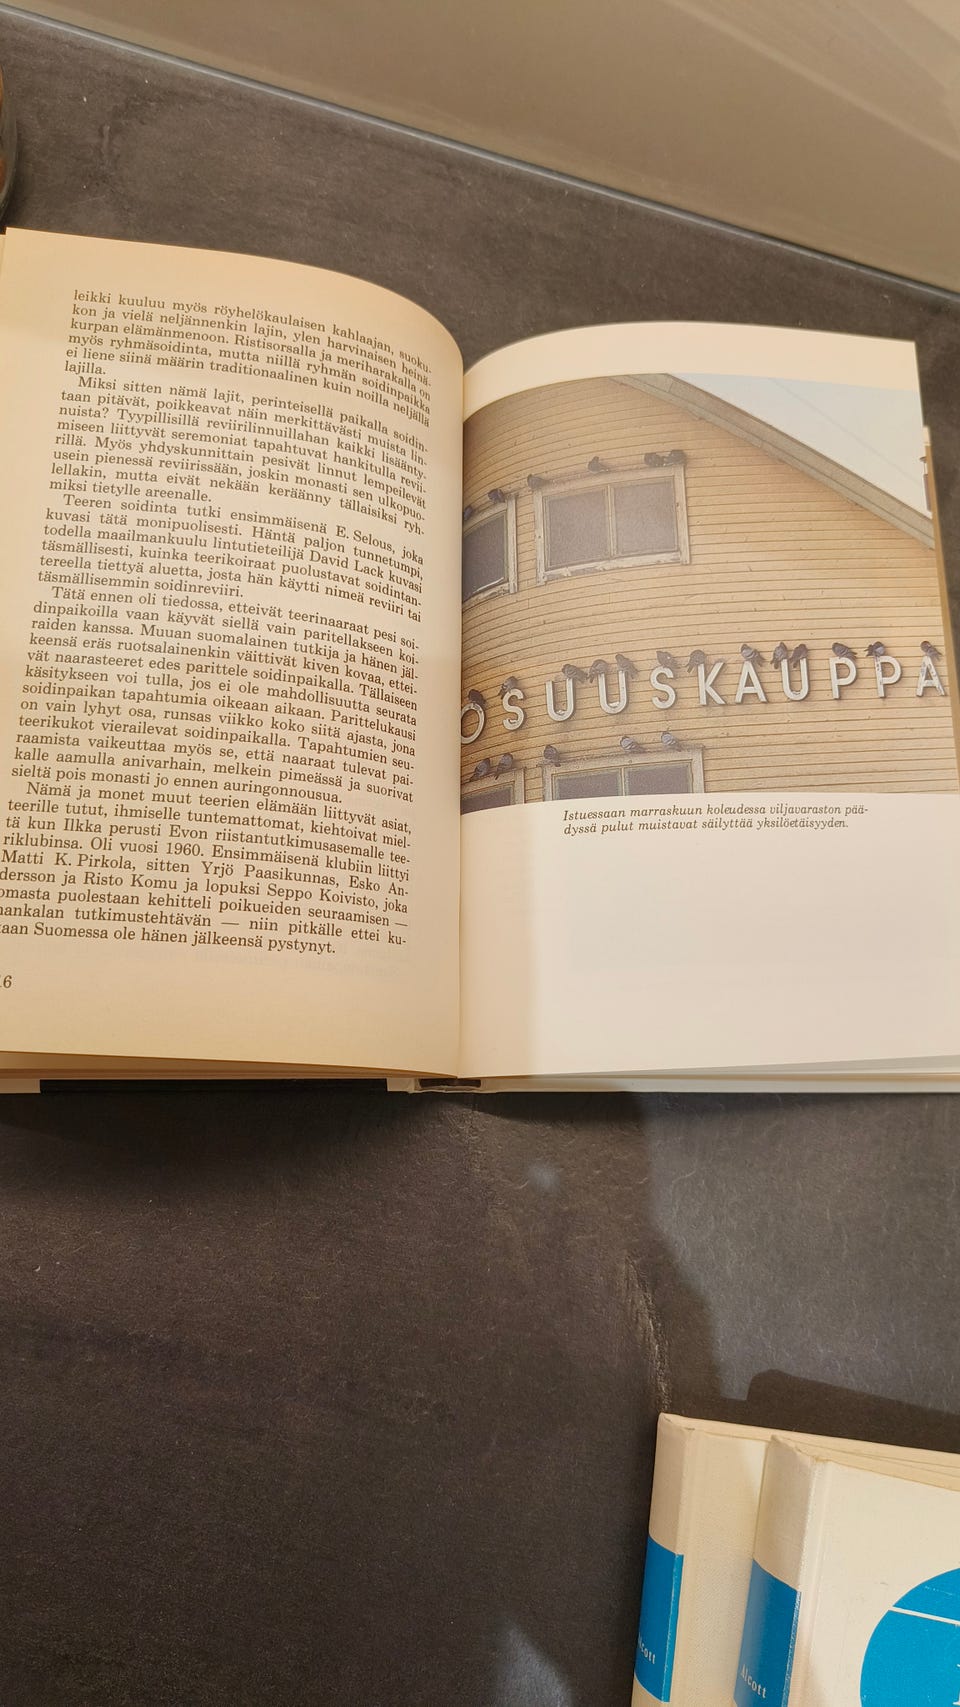 leikki kuuluu myös röyhelökaulaisen kahlaajan, suoku-
kon ja vielä neljännenkin lajin, ylen harvinaisen heinä-
kurpan elämänmenoon. Ristisorsalla ja meriharakalla on
myös ryhmäsoidinta, mutta niillä ryhmän soidinpaikka
ei liene siinä määrin traditionaalinen kuin noilla neljällä
lajilla.
Miksi sitten nämä lajit, perinteisellä paikalla soidin-
taan pitävät, poikkeavat näin merkittävästi muista lin-
nuista? Tyypillisillä reviirilinnuillahan kaikki lisäänty-
miseen liittyvät seremoniat tapahtuvat hankitulla revii-
rillä. Myös yhdyskunnittain pesivät linnut lempeilevät
usein pienessä reviirissään, joskin monasti sen ulkopuo-
lellakin, mutta eivät nekään keräänny tällaisiksi ryh-
miksi tietylle areenalle.
Teeren soidinta tutki ensimmäisenä E. Selous, joka
kuvasi tätä monipuolisesti. Häntä paljon tunnetumpi,
todella maailmankuulu lintutieteilijä David Lack kuvasi
täsmällisesti, kuinka teerikoiraat puolustavat soidintan-
tereella tiettyä aluetta, josta hän käytti nimeä reviiri tai
täsmällisemmin soidinreviiri.
Tätä ennen oli tiedossa, etteivät teerinaaraat pesi soi-
dinpaikoilla vaan käyvät siellä vain paritellakseen koi-
raiden kanssa. Muuan suomalainen tutkija ja hänen jäl-
keensä eräs ruotsalainenkin väittivät kiven kovaa, ettei-
vät naarasteeret edes parittele soidinpaikalla. Tällaiseen
käsitykseen voi tulla, jos ei ole mahdollisuutta seurata
soidinpaikan tapahtumia oikeaan aikaan. Parittelukausi
on vain lyhyt osa, runsas viikko koko siitä ajasta, jona
teerikukot vierailevat soidinpaikalla. Tapahtumien seu-
raamista vaikeuttaa myös se, että naaraat tulevat pai-
kalle aamulla anivarhain, melkein pimeässä ja suorivat
sieltä pois monasti jo ennen auringonnousua.
Nämä ja monet muut teerien elämään liittyvät asiat,
teerille tutut, ihmiselle tuntemattomat, kiehtoivat miel-
tä kun Ilkka perusti Evon riistantutkimusasemalle tee-
riklubinsa. Oli vuosi 1960. Ensimmäisenä klubiin liittyi
Matti K. Pirkola, sitten Yrjö Paasikunnas, Esko An-
dersson ja Risto Komu ja lopuksi Seppo Koivisto, joka
omasta puolestaan kehitteli poikueiden seuraamisen —
hankalan tutkimustehtävän — niin pitkälle ettei ku-
kaan Suomessa ole hänen jälkeensä pystynyt.
16
OSUUSKAUPPA
Istuessaan marraskuun koleudessa viljavaraston pää-
dyssä pulut muistavat säilyttää yksilöetäisyyden.
Alcott
Alcott